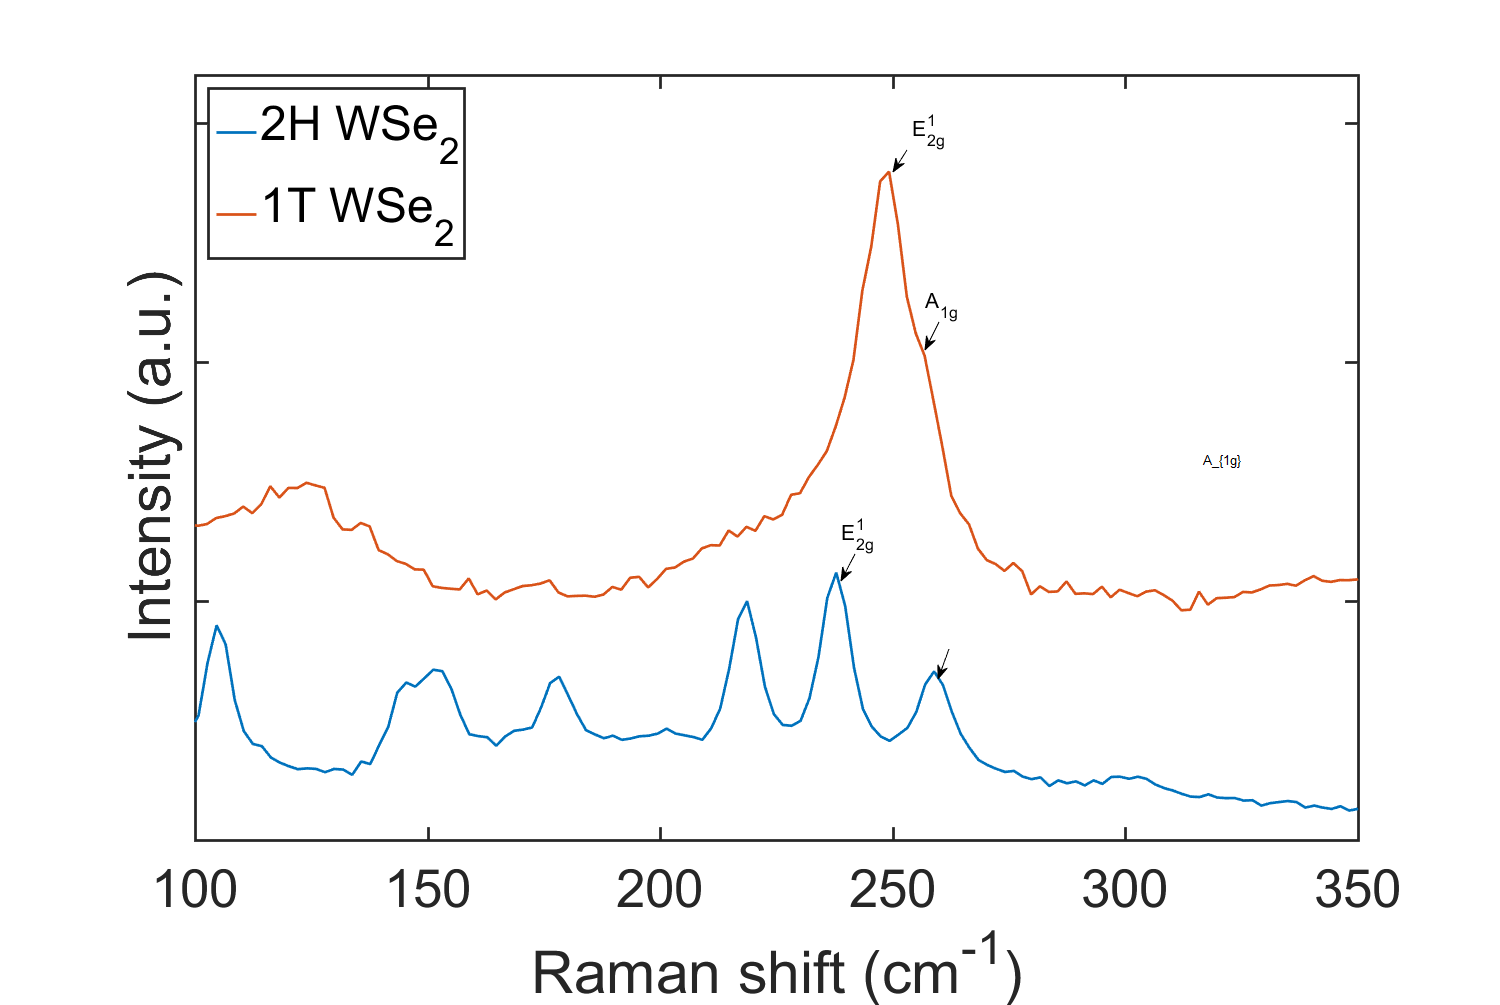 2H WSe₂
1T WSe₂
E¹₂g
A₁g
A_{1g}
E¹₂g
Intensity (a.u.)
100 150 200 250 300 350
Raman shift (cm⁻¹)